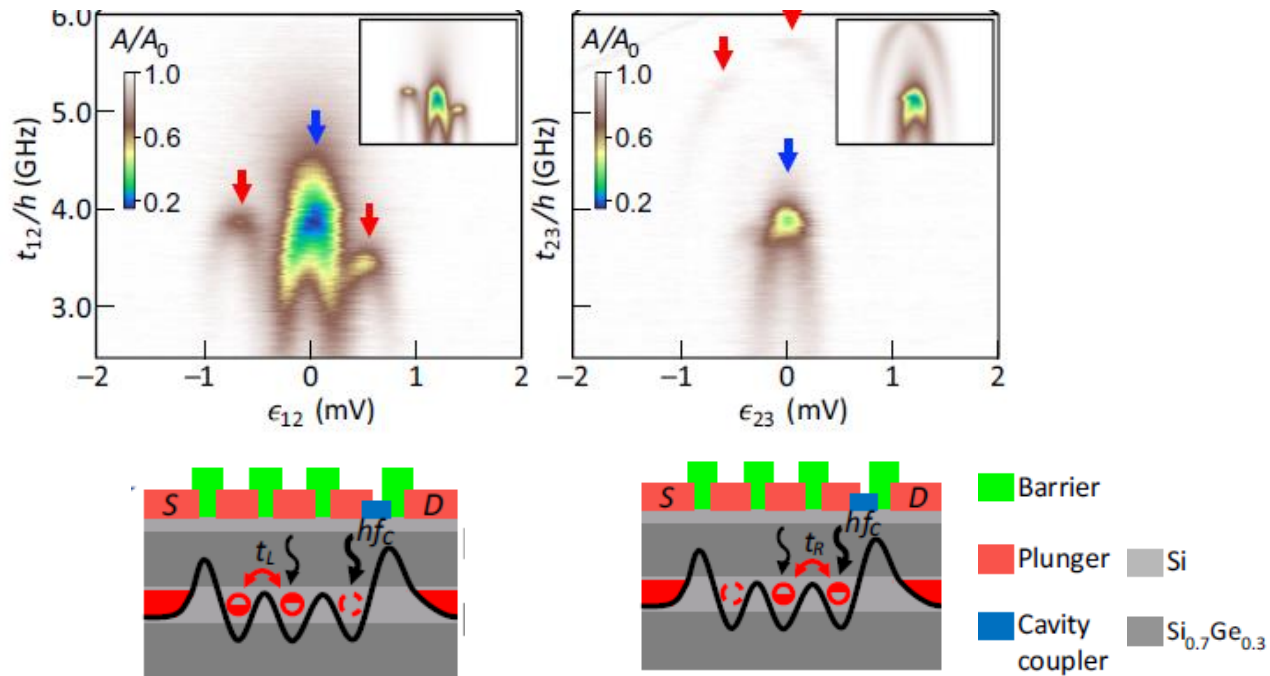 6.0
A/A0
1.0
0.6
0.2
5.0
4.0
3.0
t12/h (GHz)
−2
−1
0
1
2
ϵ12 (mV)
A/A0
1.0
0.6
0.2
t23/h (GHz)
−2
−1
0
1
2
ϵ23 (mV)
S
D
hfC
tL
S
D
hfC
tR
Barrier
Plunger
Cavity
coupler
Si
Si0.7Ge0.3